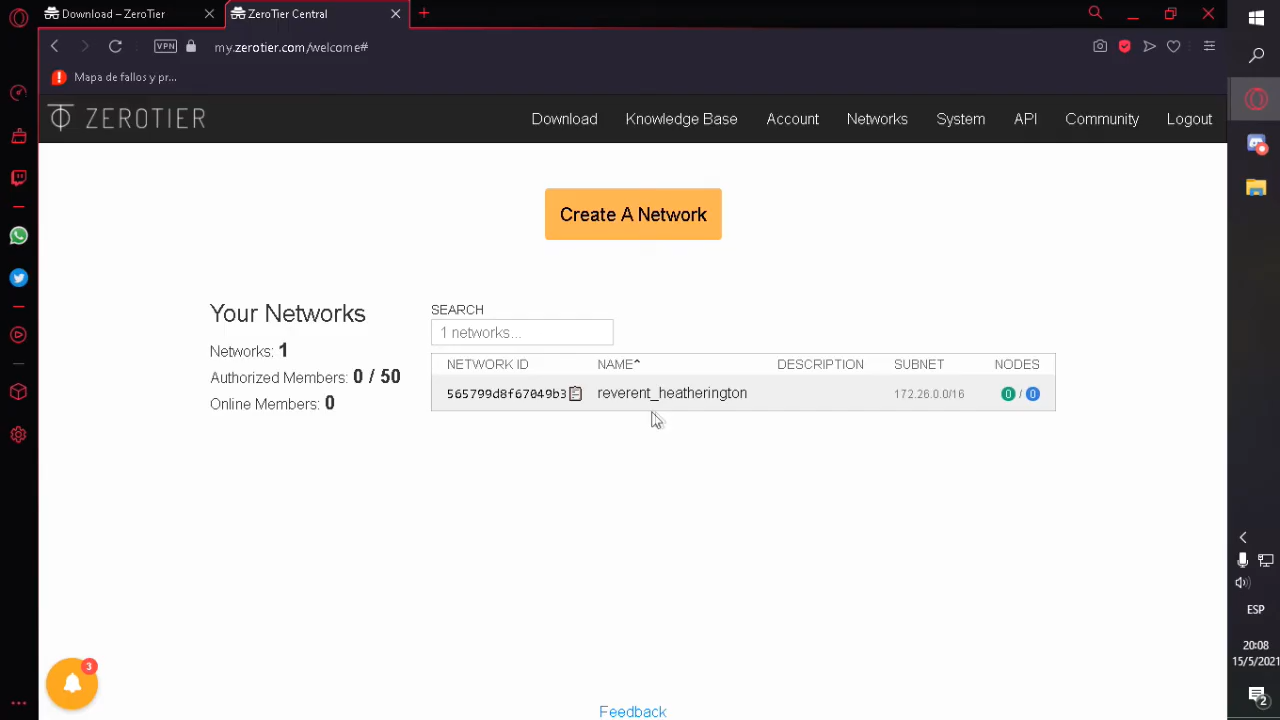 Download – ZeroTier
ZeroTier Central
VPN
my.zerotier.com/welcome#
Mapa de fallos y pr...
ZEROTIER
Download
Knowledge Base
Account
Networks
System
API
Community
Logout
Create A Network
Your Networks
Networks: 1
Authorized Members: 0 / 50
Online Members: 0
SEARCH
1 networks...
NETWORK ID NAME^ DESCRIPTION SUBNET NODES
565799d8f67049b3 reverent_heatherington 172.26.0.0/16 0 / 0
3
Feedback
ESP
20:08
15/5/2021
2